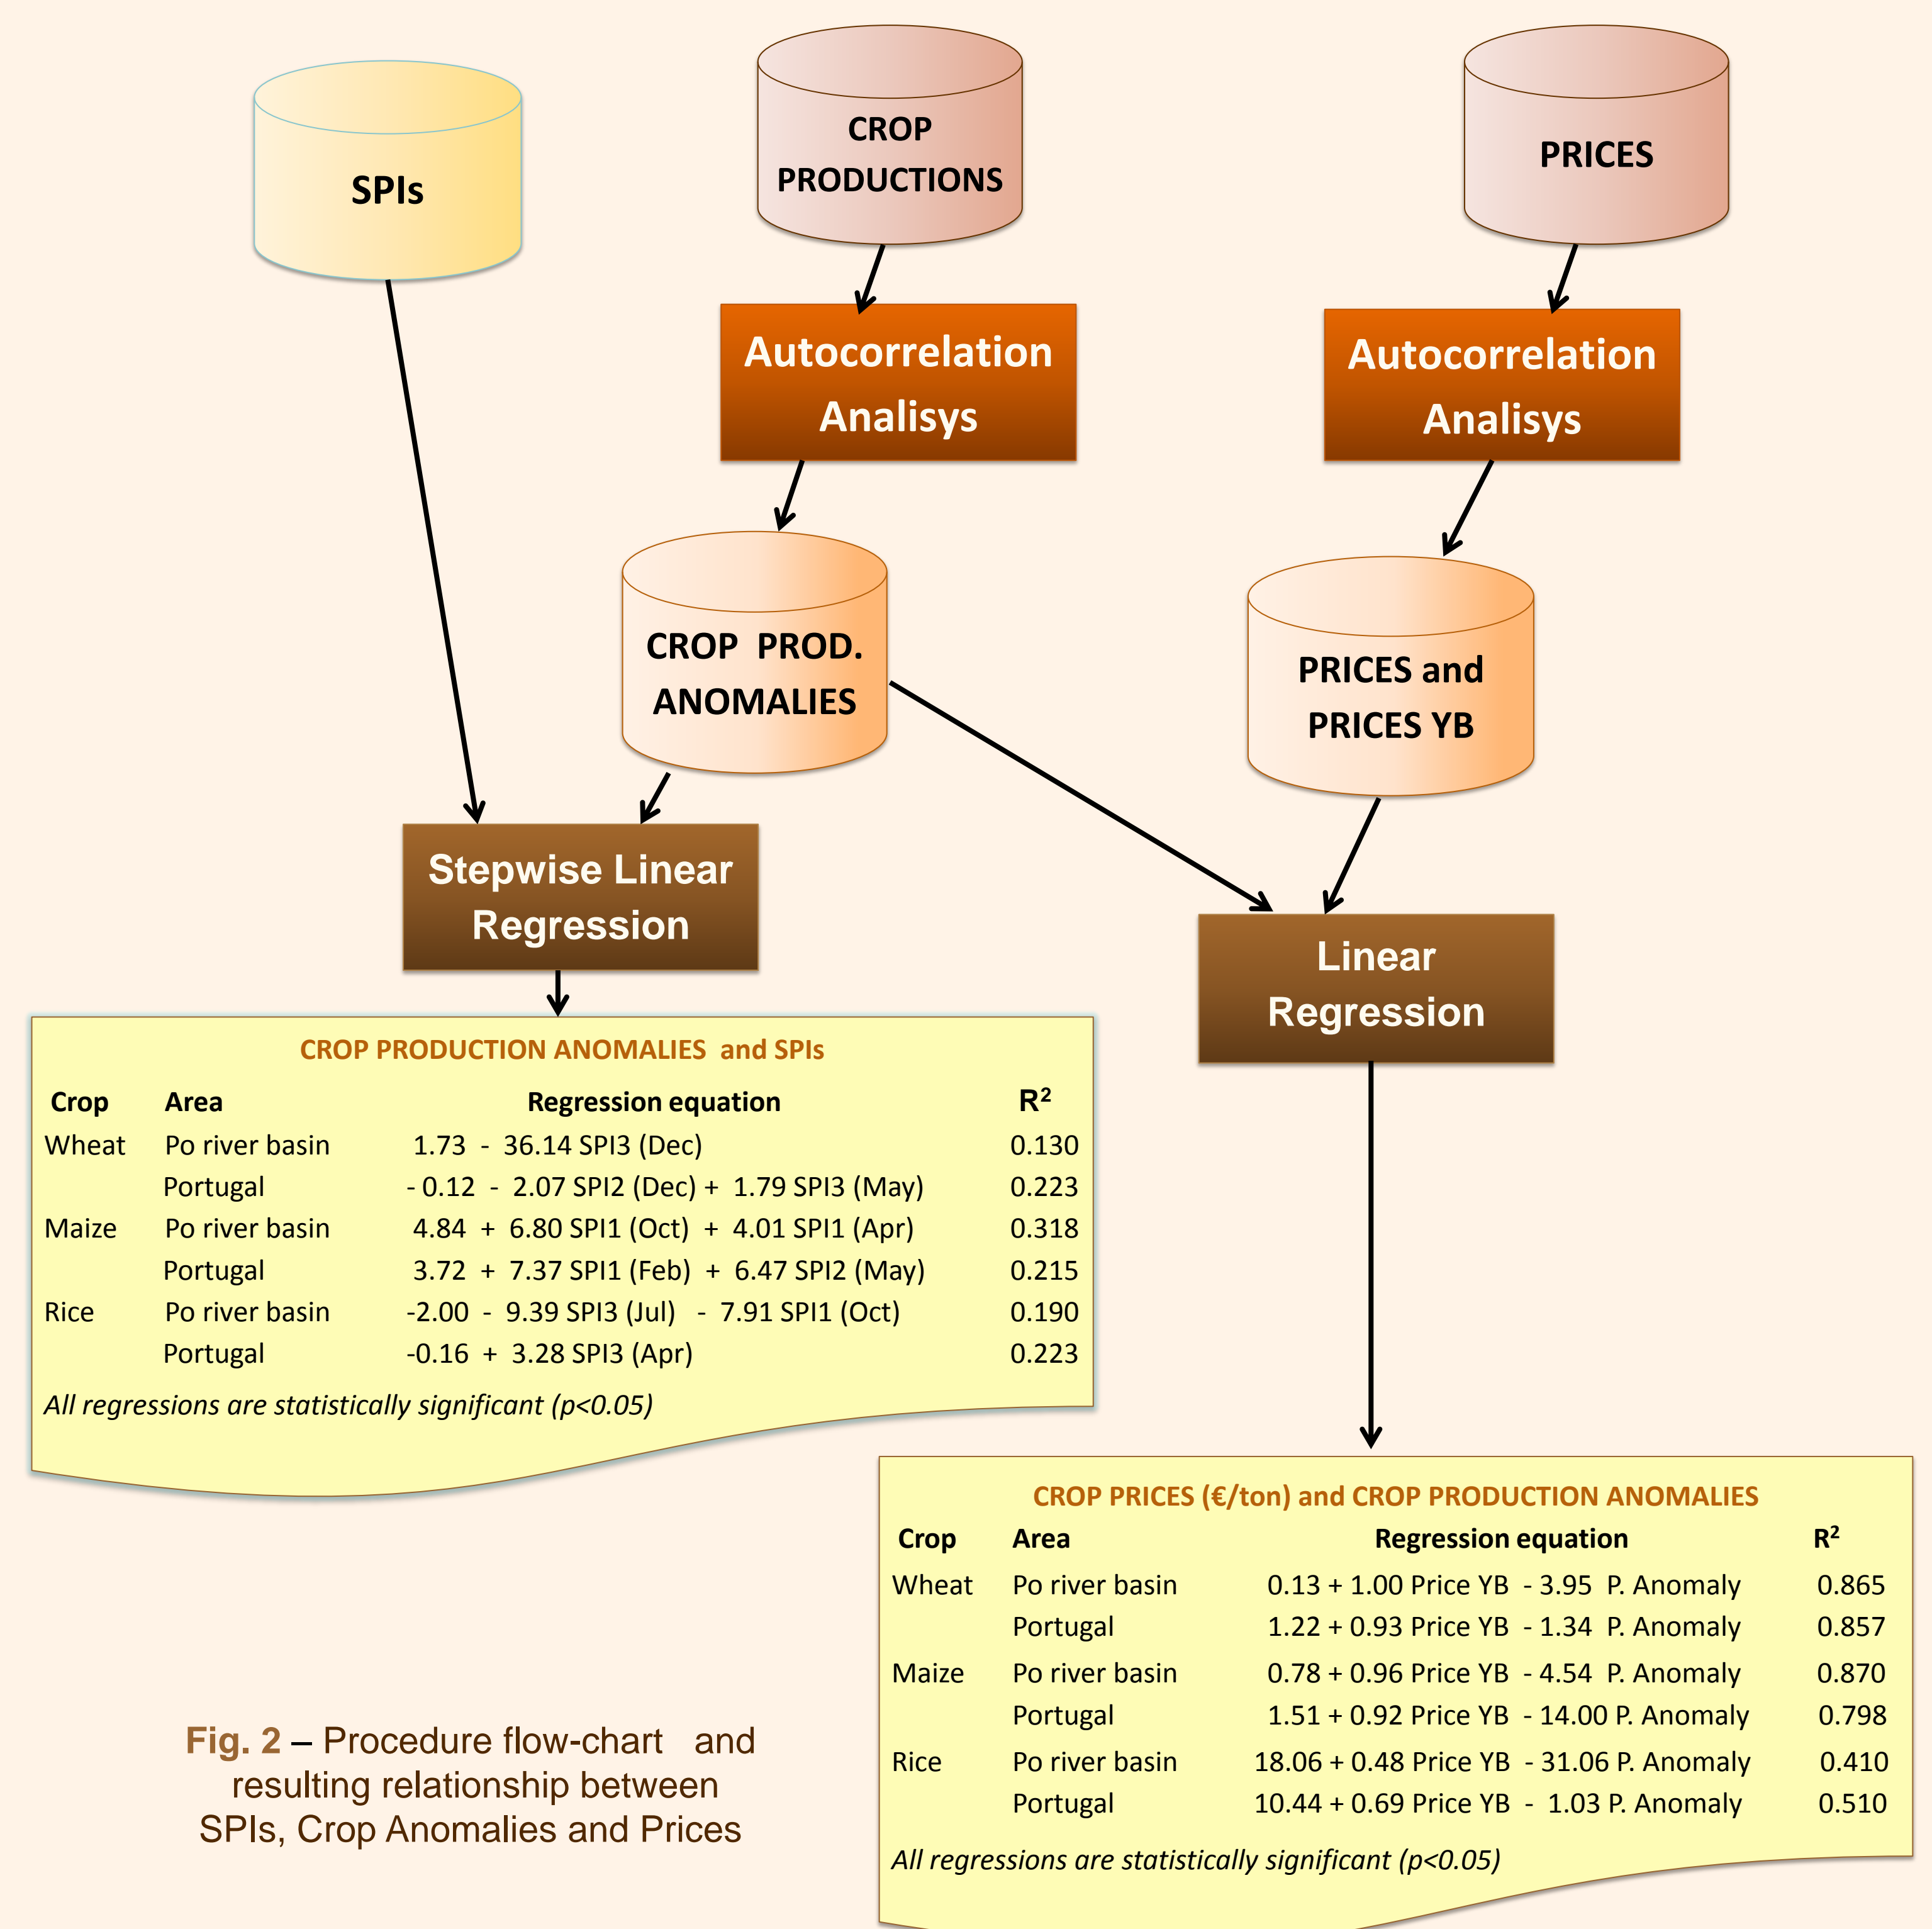 SPIs
CROP
PRODUCTIONS
PRICES
Autocorrelation
Analisys
Autocorrelation
Analisys
CROP PROD.
ANOMALIES
PRICES and
PRICES YB
Stepwise Linear
Regression
Linear
Regression
CROP PRODUCTION ANOMALIES and SPIs
Crop Area Regression equation R²
Wheat Po river basin 1.73 - 36.14 SPI3 (Dec) 0.130
Portugal - 0.12 - 2.07 SPI2 (Dec) + 1.79 SPI3 (May) 0.223
Maize Po river basin 4.84 + 6.80 SPI1 (Oct) + 4.01 SPI1 (Apr) 0.318
Portugal 3.72 + 7.37 SPI1 (Feb) + 6.47 SPI2 (May) 0.215
Rice Po river basin -2.00 - 9.39 SPI3 (Jul) - 7.91 SPI1 (Oct) 0.190
Portugal -0.16 + 3.28 SPI3 (Apr) 0.223
All regressions are statistically significant (p<0.05)
CROP PRICES (€/ton) and CROP PRODUCTION ANOMALIES
Crop Area Regression equation R²
Wheat Po river basin 0.13 + 1.00 Price YB - 3.95 P. Anomaly 0.865
Portugal 1.22 + 0.93 Price YB - 1.34 P. Anomaly 0.857
Maize Po river basin 0.78 + 0.96 Price YB - 4.54 P. Anomaly 0.870
Portugal 1.51 + 0.92 Price YB - 14.00 P. Anomaly 0.798
Rice Po river basin 18.06 + 0.48 Price YB - 31.06 P. Anomaly 0.410
Portugal 10.44 + 0.69 Price YB - 1.03 P. Anomaly 0.510
All regressions are statistically significant (p<0.05)
Fig. 2 – Procedure flow-chart and
resulting relationship between
SPIs, Crop Anomalies and Prices